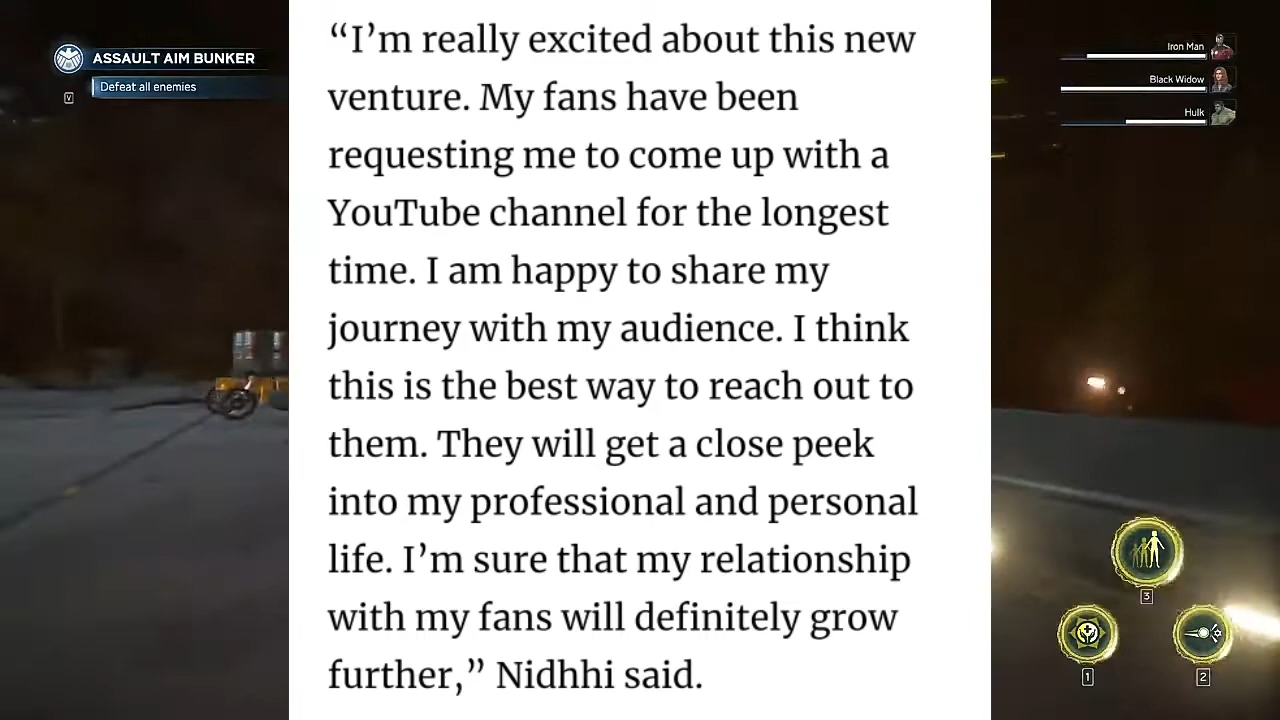 ASSAULT AIM BUNKER
Defeat all enemies
V
“I’m really excited about this new
venture. My fans have been
requesting me to come up with a
YouTube channel for the longest
time. I am happy to share my
journey with my audience. I think
this is the best way to reach out to
them. They will get a close peek
into my professional and personal
life. I’m sure that my relationship
with my fans will definitely grow
further,” Nidhhi said.
Iron Man
Black Widow
Hulk
3
1
2